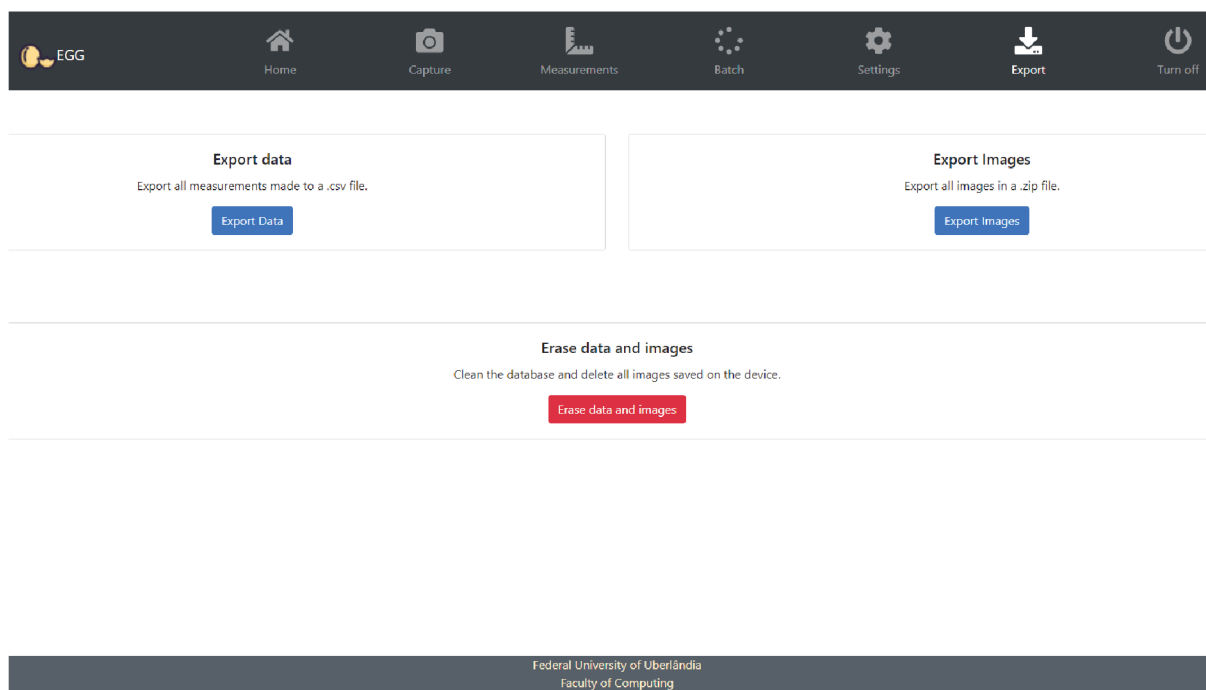 EGG
Home
Capture
Measurements
Batch
Settings
Export
Turn off
Export data
Export all measurements made to a .csv file.
Export Data
Export Images
Export all images in a .zip file.
Export Images
Erase data and images
Clean the database and delete all images saved on the device.
Erase data and images
Federal University of Uberlândia
Faculty of Computing